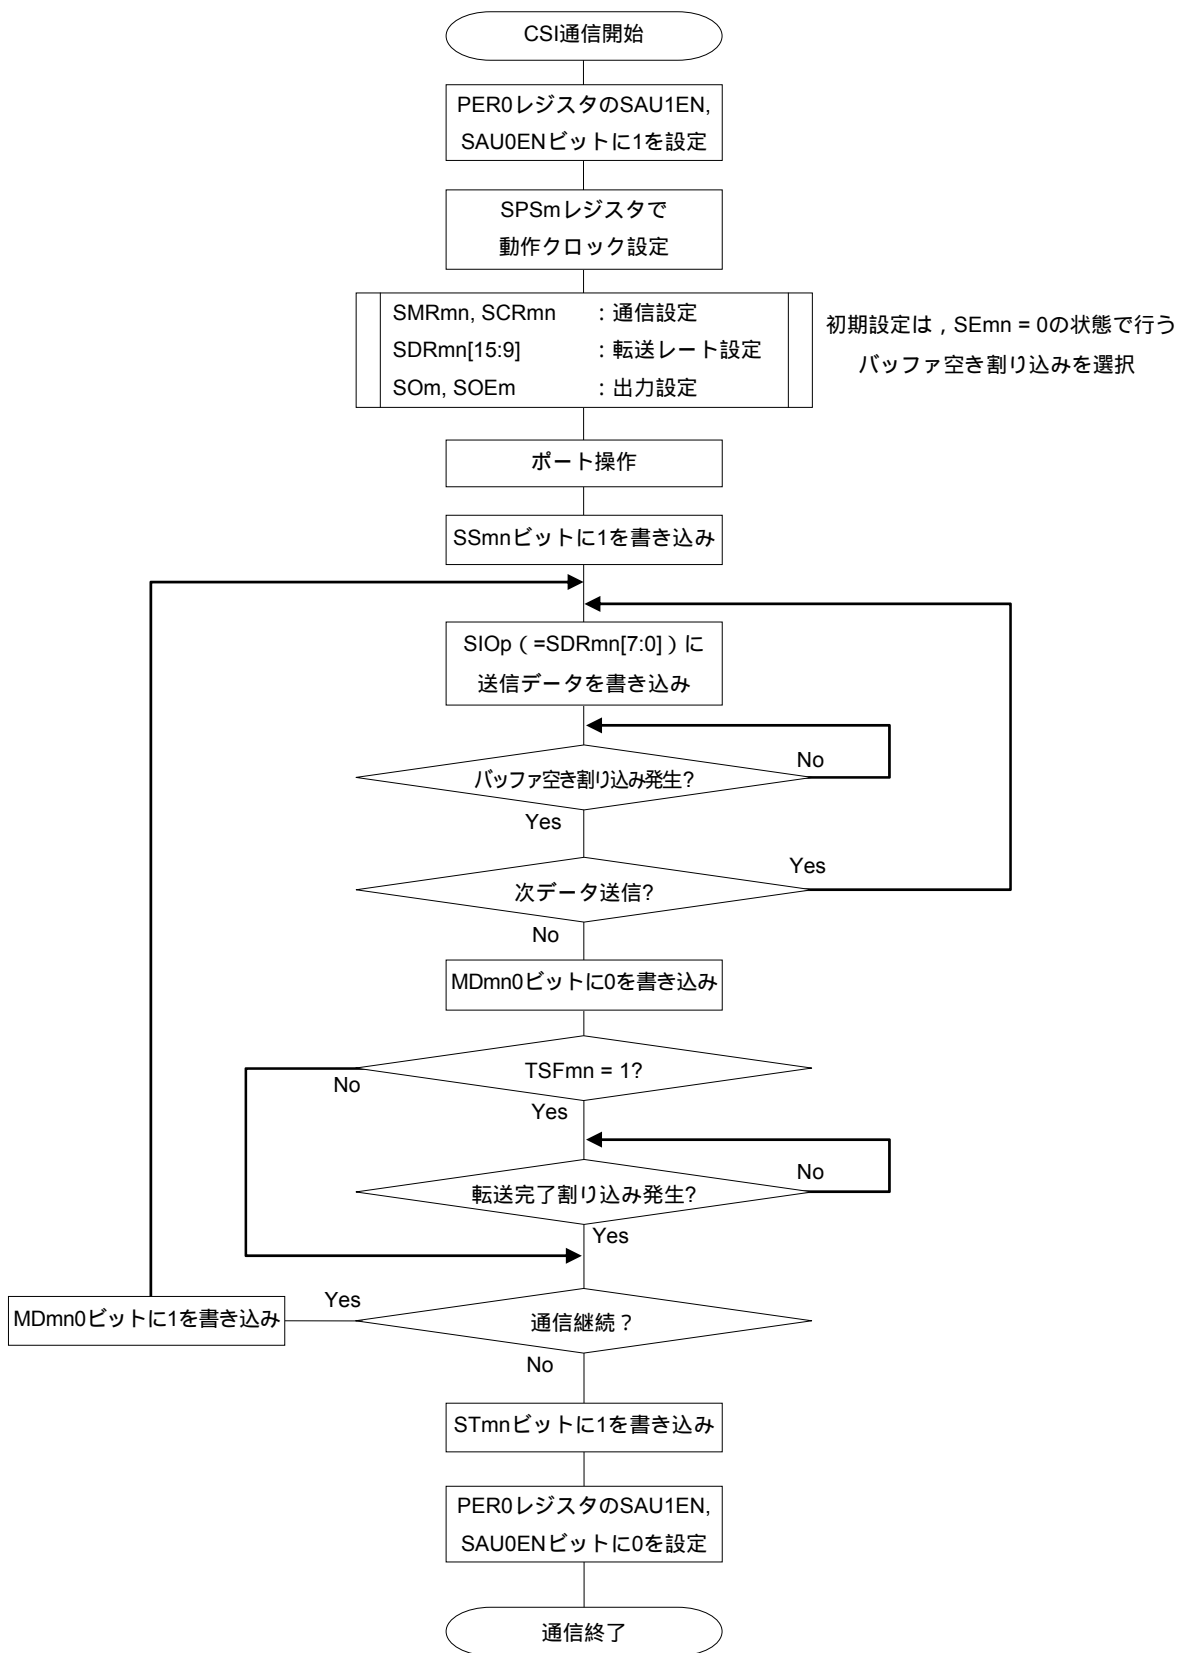 CSI通信開始
PER0レジスタのSAU1EN,
SAU0ENビットに1を設定
SPSmレジスタで
動作クロック設定
SMRmn, SCRmn ：通信設定
SDRmn[15:9] ：転送レート設定
SOm, SOEm ：出力設定
初期設定は，SEmn = 0の状態で行う
バッファ空き割り込みを選択
ポート操作
SSmnビットに1を書き込み
SIOp（=SDRmn[7:0]）に
送信データを書き込み
バッファ空き割り込み発生?
No
Yes
次データ送信?
Yes
No
MDmn0ビットに0を書き込み
TSFmn = 1?
No
Yes
転送完了割り込み発生?
No
Yes
通信継続？
Yes
MDmn0ビットに1を書き込み
No
STmnビットに1を書き込み
PER0レジスタのSAU1EN,
SAU0ENビットに0を設定
通信終了